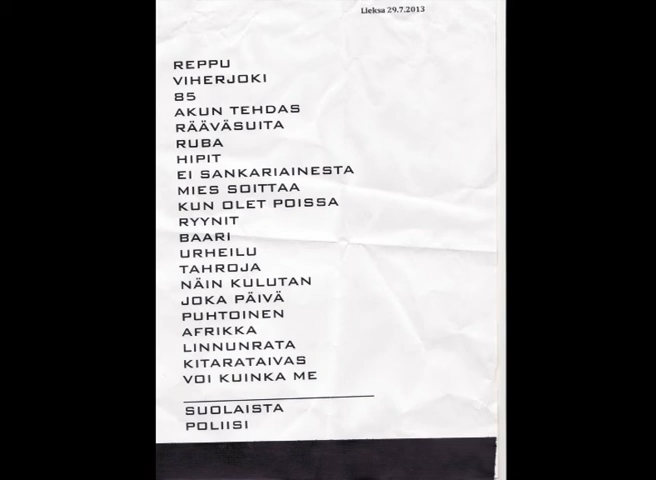 Lieksa 29.7.2013
REPPU
VIHERJOKI
85
AKUN TEHDAS
RÄÄVÄSUITA
RUBA
HIPIT
EI SANKARIAINESTA
MIES SOITTAA
KUN OLET POISSA
RYYNIT
BAARI
URHEILU
TAHROJA
NÄIN KULUTAN
JOKA PÄIVÄ
PUHTOINEN
AFRIKKA
LINNUNRATA
KITARATAIVAS
VOI KUINKA ME
SUOLAISTA
POLIISI